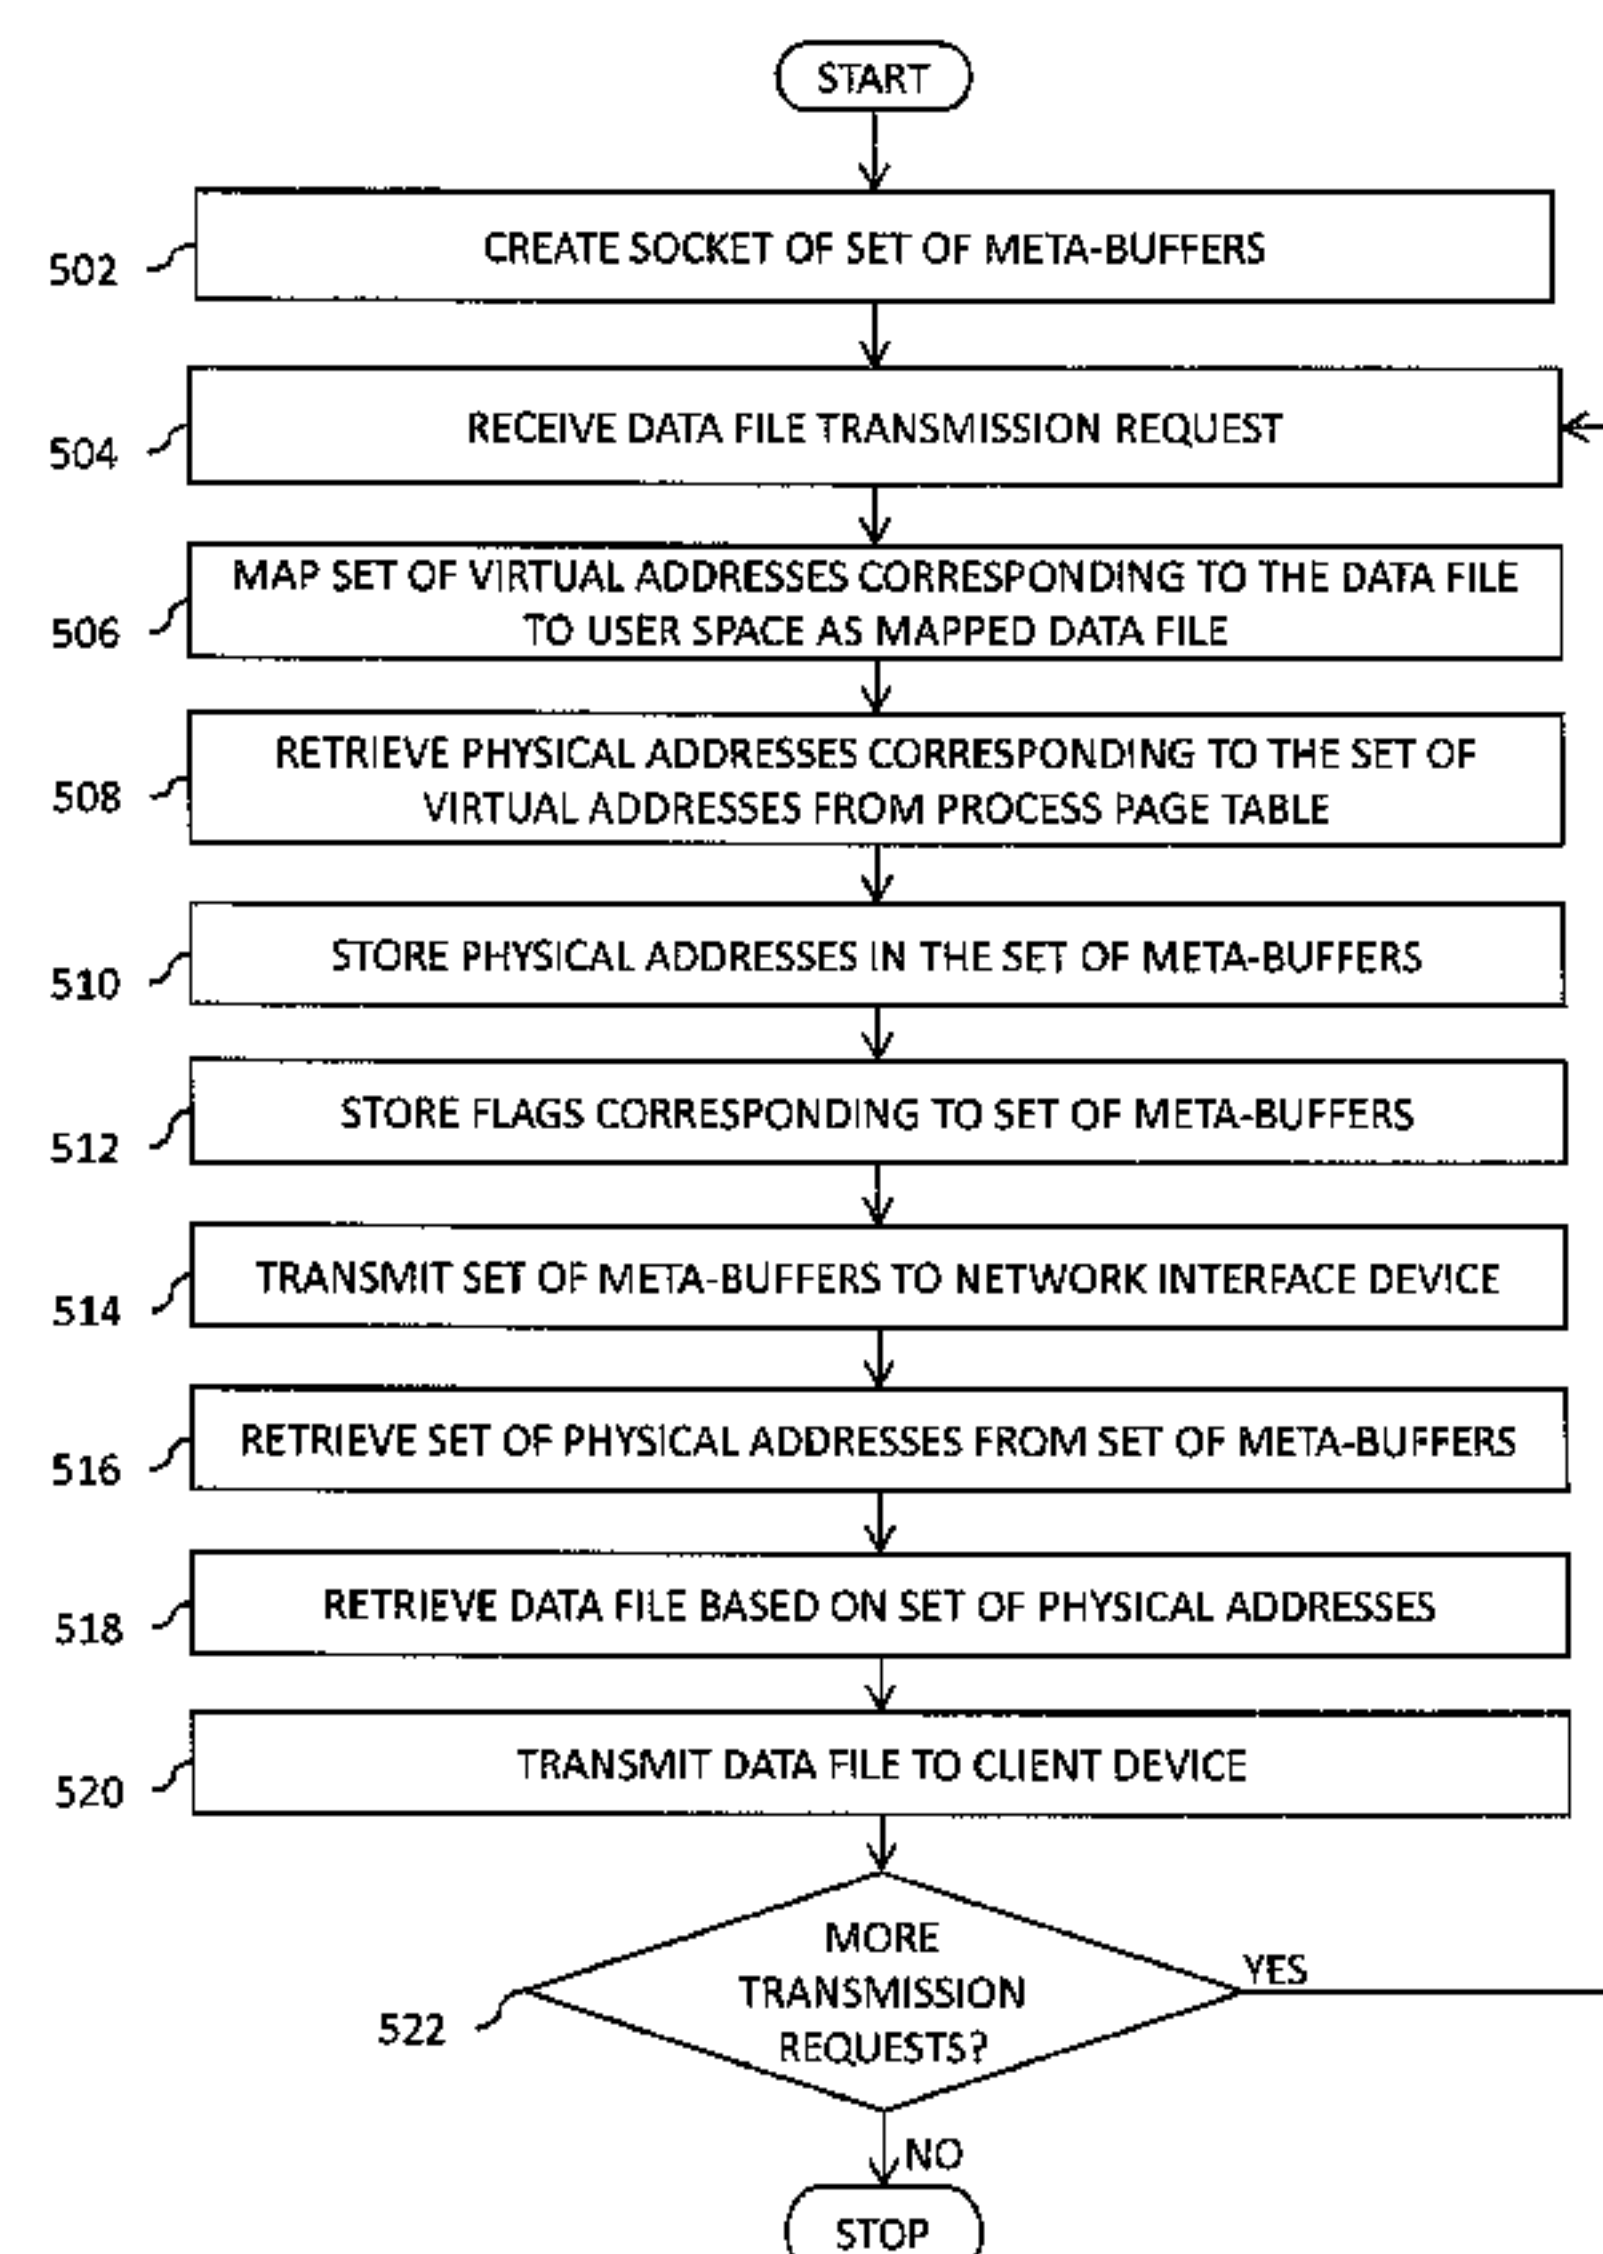 START
502
CREATE SOCKET OF SET OF META-BUFFERS
504
RECEIVE DATA FILE TRANSMISSION REQUEST
506
MAP SET OF VIRTUAL ADDRESSES CORRESPONDING TO THE DATA FILE
TO USER SPACE AS MAPPED DATA FILE
508
RETRIEVE PHYSICAL ADDRESSES CORRESPONDING TO THE SET OF
VIRTUAL ADDRESSES FROM PROCESS PAGE TABLE
510
STORE PHYSICAL ADDRESSES IN THE SET OF META-BUFFERS
512
STORE FLAGS CORRESPONDING TO SET OF META-BUFFERS
514
TRANSMIT SET OF META-BUFFERS TO NETWORK INTERFACE DEVICE
516
RETRIEVE SET OF PHYSICAL ADDRESSES FROM SET OF META-BUFFERS
518
RETRIEVE DATA FILE BASED ON SET OF PHYSICAL ADDRESSES
520
TRANSMIT DATA FILE TO CLIENT DEVICE
522
MORE
TRANSMISSION
REQUESTS?
YES
NO
STOP